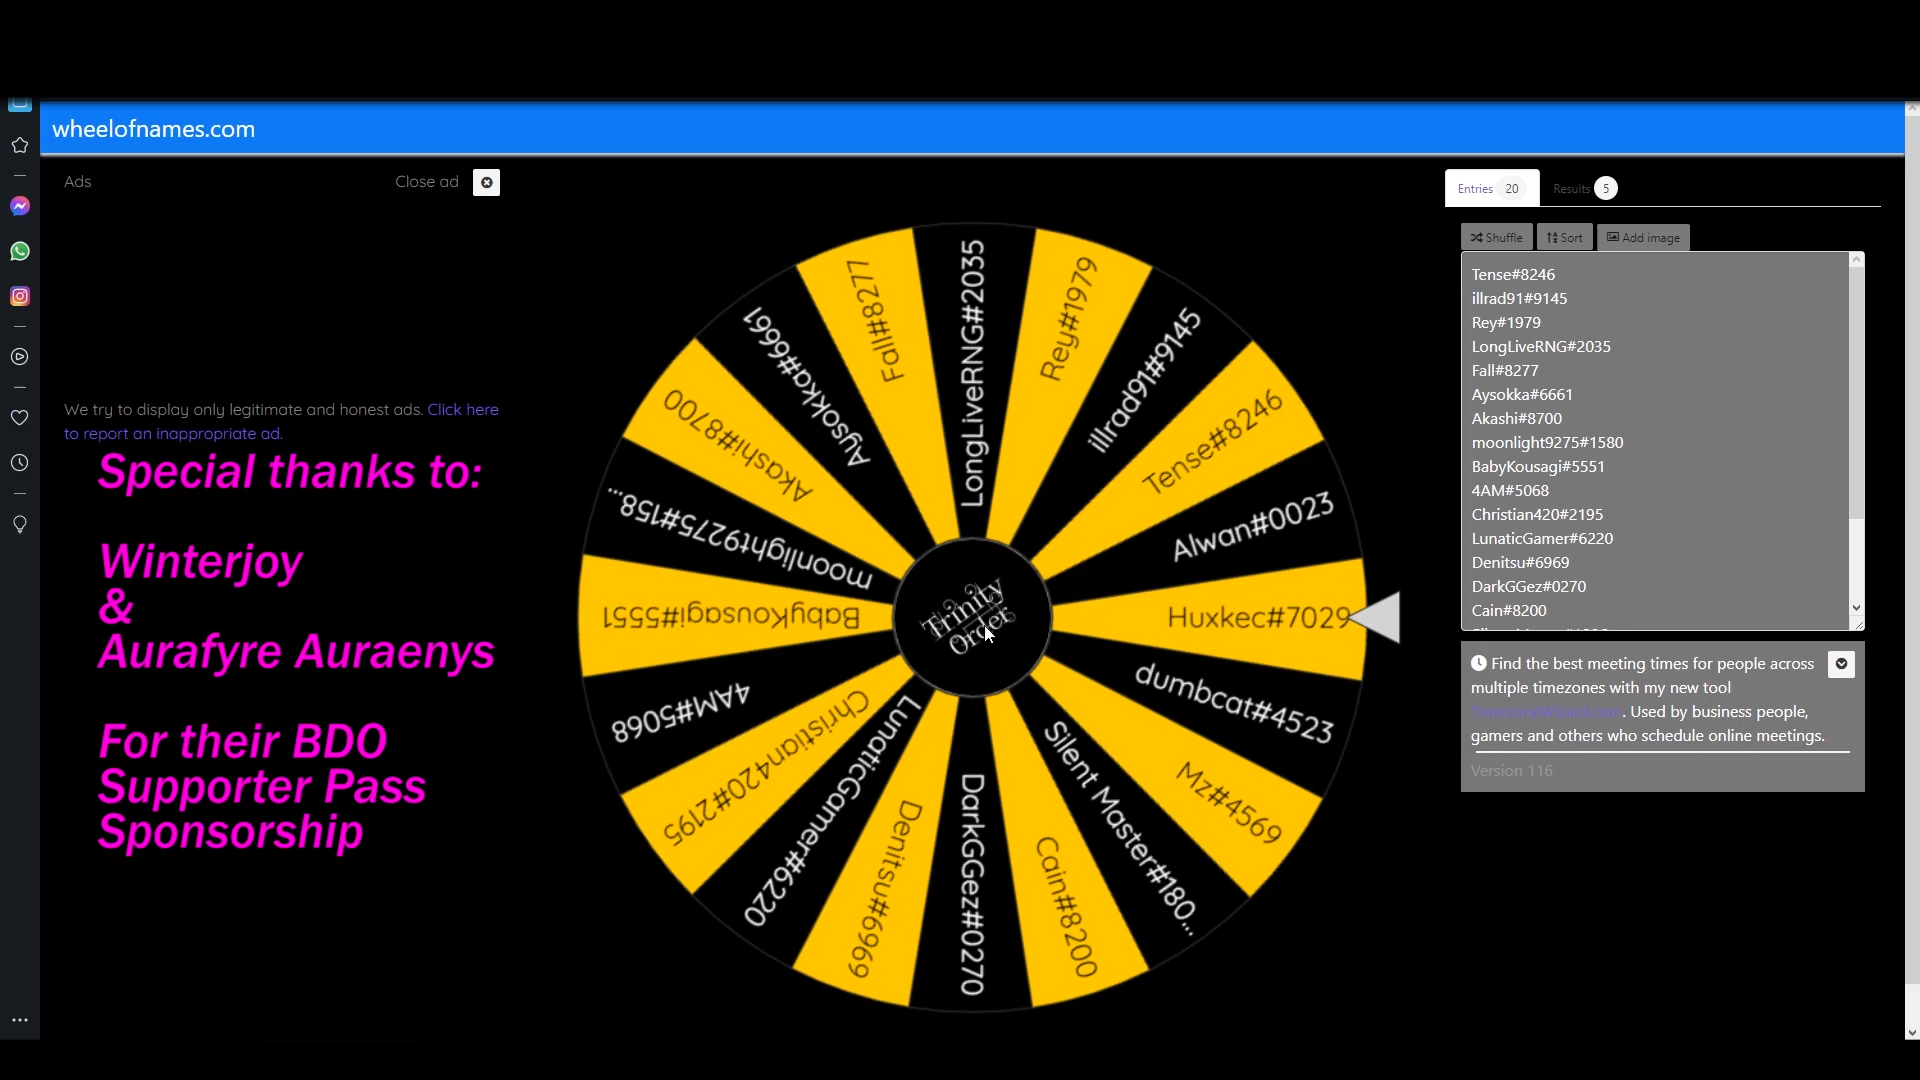 wheelofnames.com
Ads
Close ad
We try to display only legitimate and honest ads. Click here
to report an inappropriate ad.
Special thanks to:
Winterjoy
&
Aurafyre Auraenys
For their BDO
Supporter Pass
Sponsorship
LongLiveRNG#2035
Rey#1979
illrad91#9145
Tense#8246
Alwan#0023
Huxkec#7029
dumbcat#4523
Mz#4569
Silent Master#180...
Cain#8200
DarkGGez#0270
Denitsu#6969
LunaticGamer#6220
Christian420#2195
4AM#5068
BabyKousagi#5551
moonlight9275#158...
Akashi#8700
Aysokka#6661
Fall#8277
Trinity
Order
Entries 20
Results 5
Shuffle
Sort
Add image
Tense#8246
illrad91#9145
Rey#1979
LongLiveRNG#2035
Fall#8277
Aysokka#6661
Akashi#8700
moonlight9275#1580
BabyKousagi#5551
4AM#5068
Christian420#2195
LunaticGamer#6220
Denitsu#6969
DarkGGez#0270
Cain#8200
Find the best meeting times for people across
multiple timezones with my new tool
TimezoneWizard.com. Used by business people,
gamers and others who schedule online meetings.
Version 116